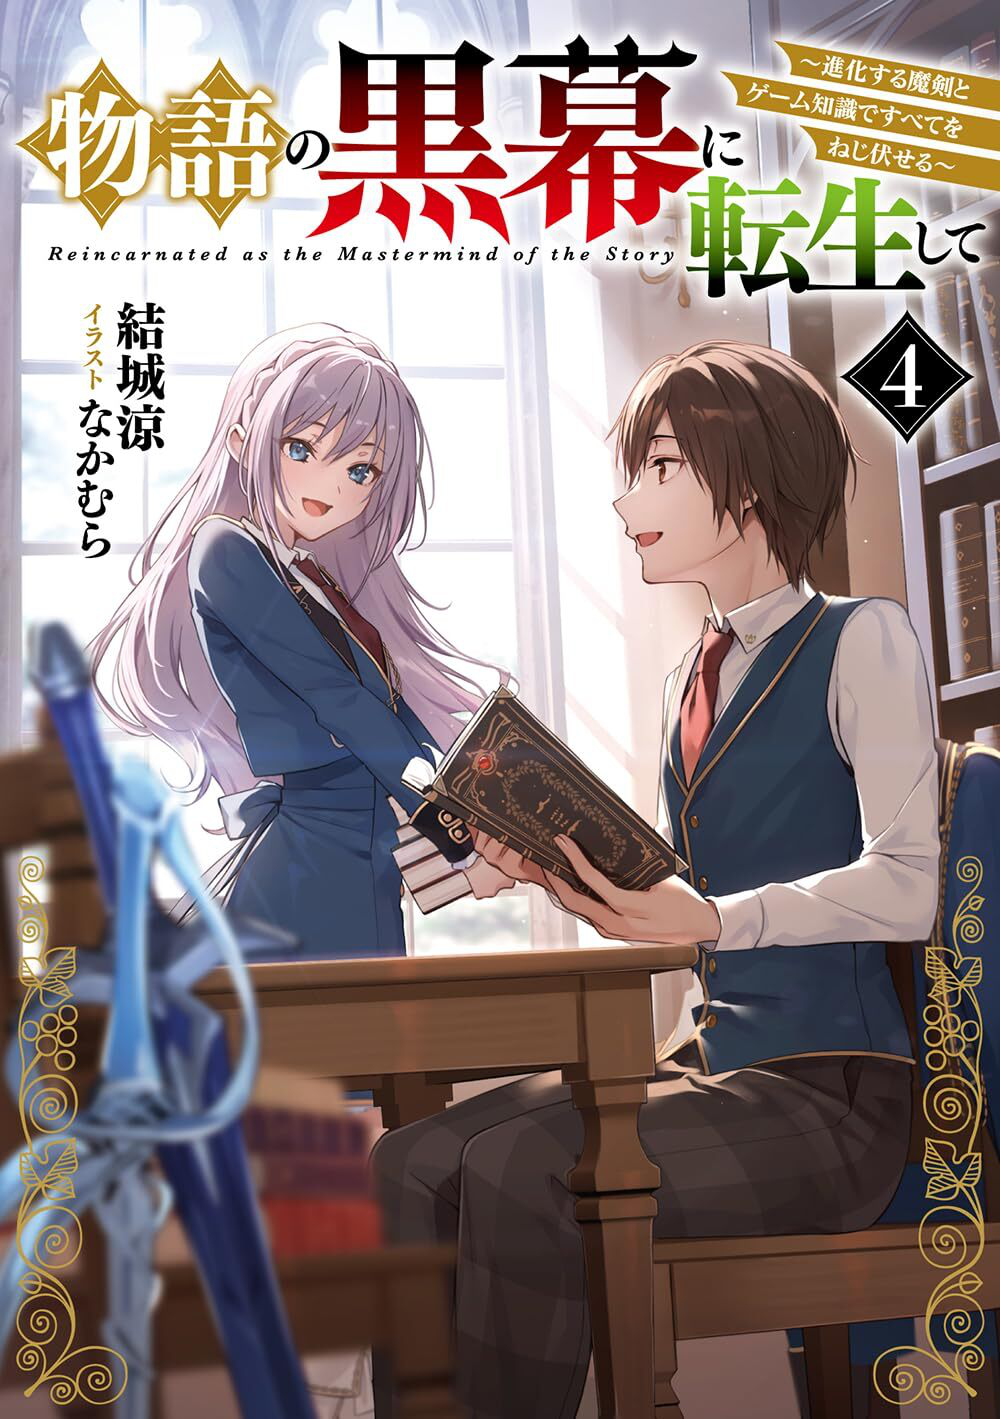 物語の黒幕に
転生して
~進化する魔剣と
ゲーム知識ですべてを
ねじ伏せる~
Reincarnated as the Mastermind of the Story
4
結城涼
イラスト なかむら